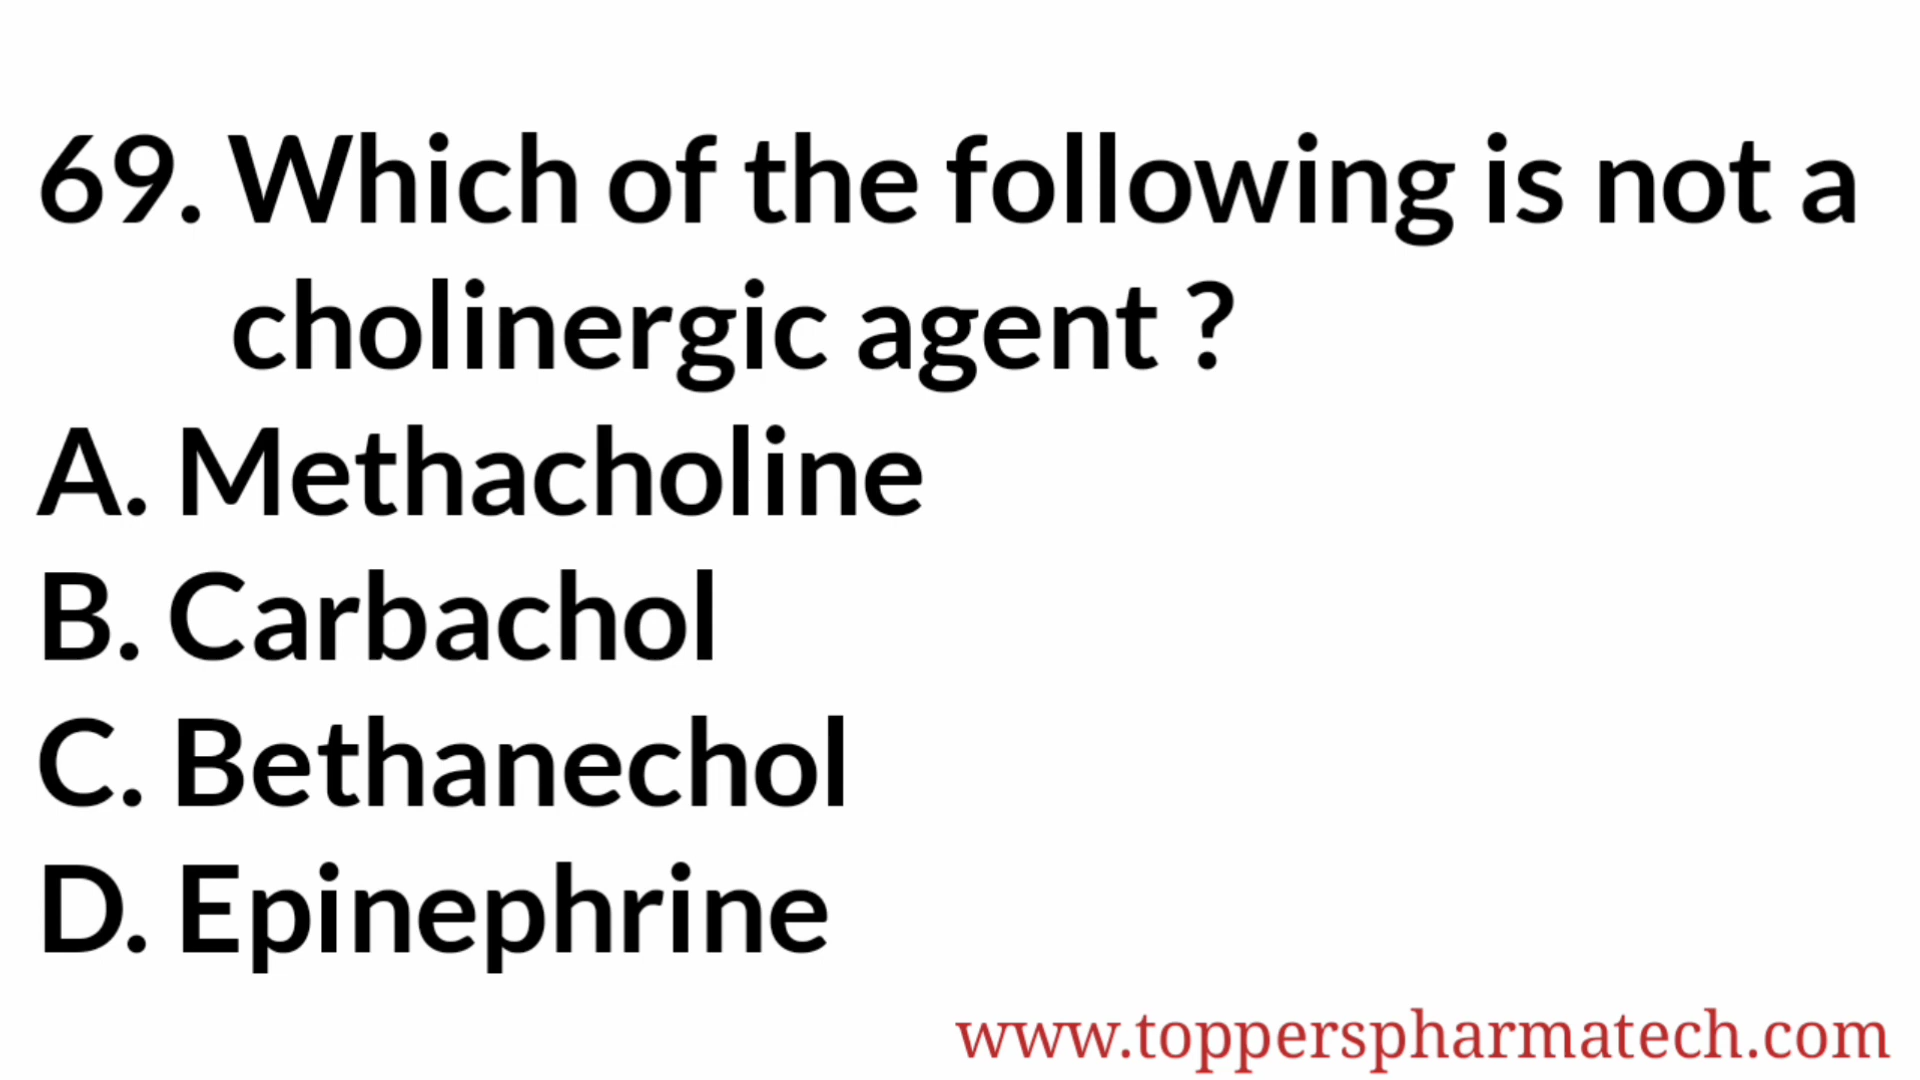 69. Which of the following is not a
cholinergic agent ?
A. Methacholine
B. Carbachol
C. Bethanechol
D. Epinephrine
www.topperspharmatech.com